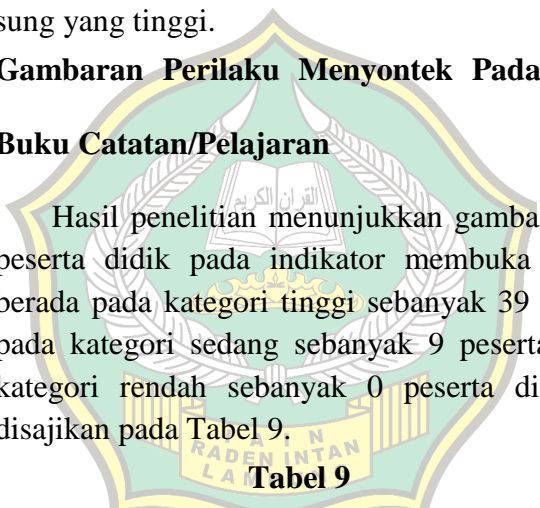 sung yang tinggi.
Gambaran Perilaku Menyontek Pada
Buku Catatan/Pelajaran
القرآن الكريم
Hasil penelitian menunjukkan gamba
peserta didik pada indikator membuka
berada pada kategori tinggi sebanyak 39
pada kategori sedang sebanyak 9 peserta
kategori rendah sebanyak 0 peserta di
disajikan pada Tabel 9.
RADEN INTAN
Tabel 9